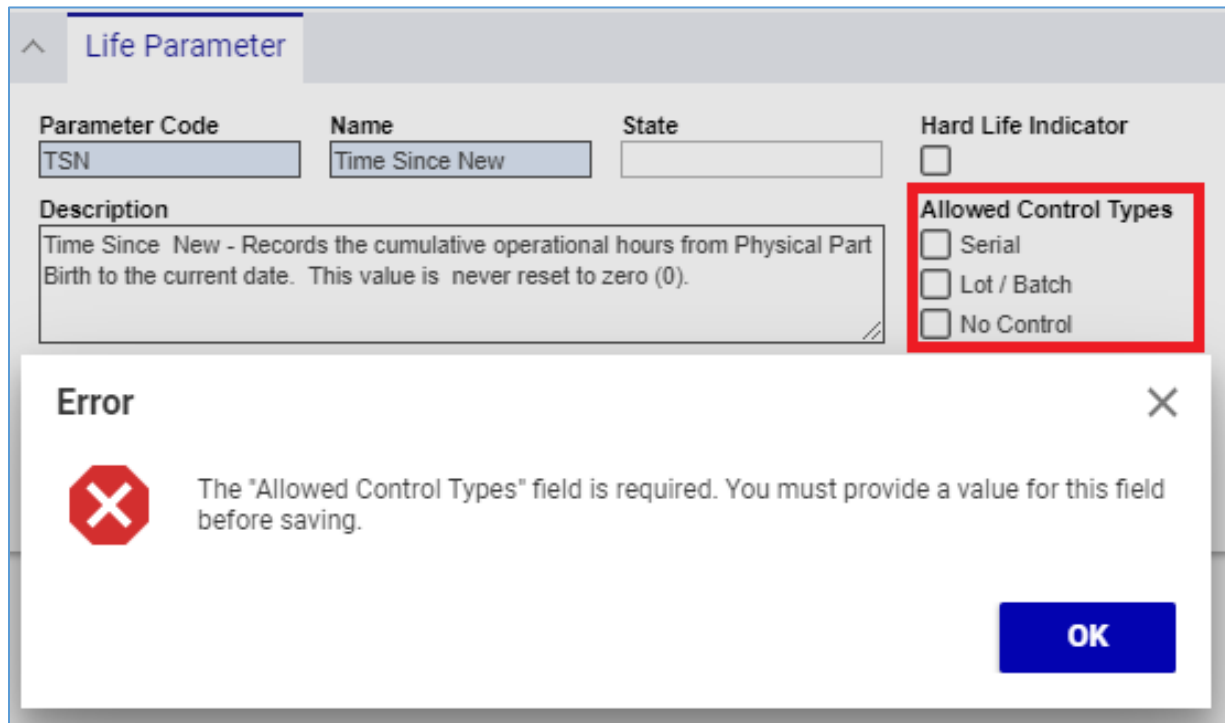 Life Parameter
Parameter Code
Name
State
Hard Life Indicator
TSN
Time Since New
Description
Allowed Control Types
Time Since  New - Records the cumulative operational hours from Physical Part
Birth to the current date.  This value is  never reset to zero (0).
Serial
Lot / Batch
No Control
Error
The "Allowed Control Types" field is required. You must provide a value for this field
before saving.
OK